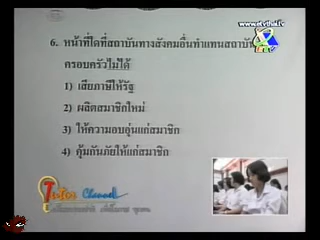 www.etvthai.tv
6. หน้าที่ใดที่สถาบันทางสังคมอื่นทำแทนสถาบัน
ครอบครัวไม่ได้
1) เสียภาษีให้รัฐ
2) ผลิตสมาชิกใหม่
3) ให้ความอบอุ่นแก่สมาชิก
4) คุ้มกันภัยให้แก่สมาชิก
Tutor Channel